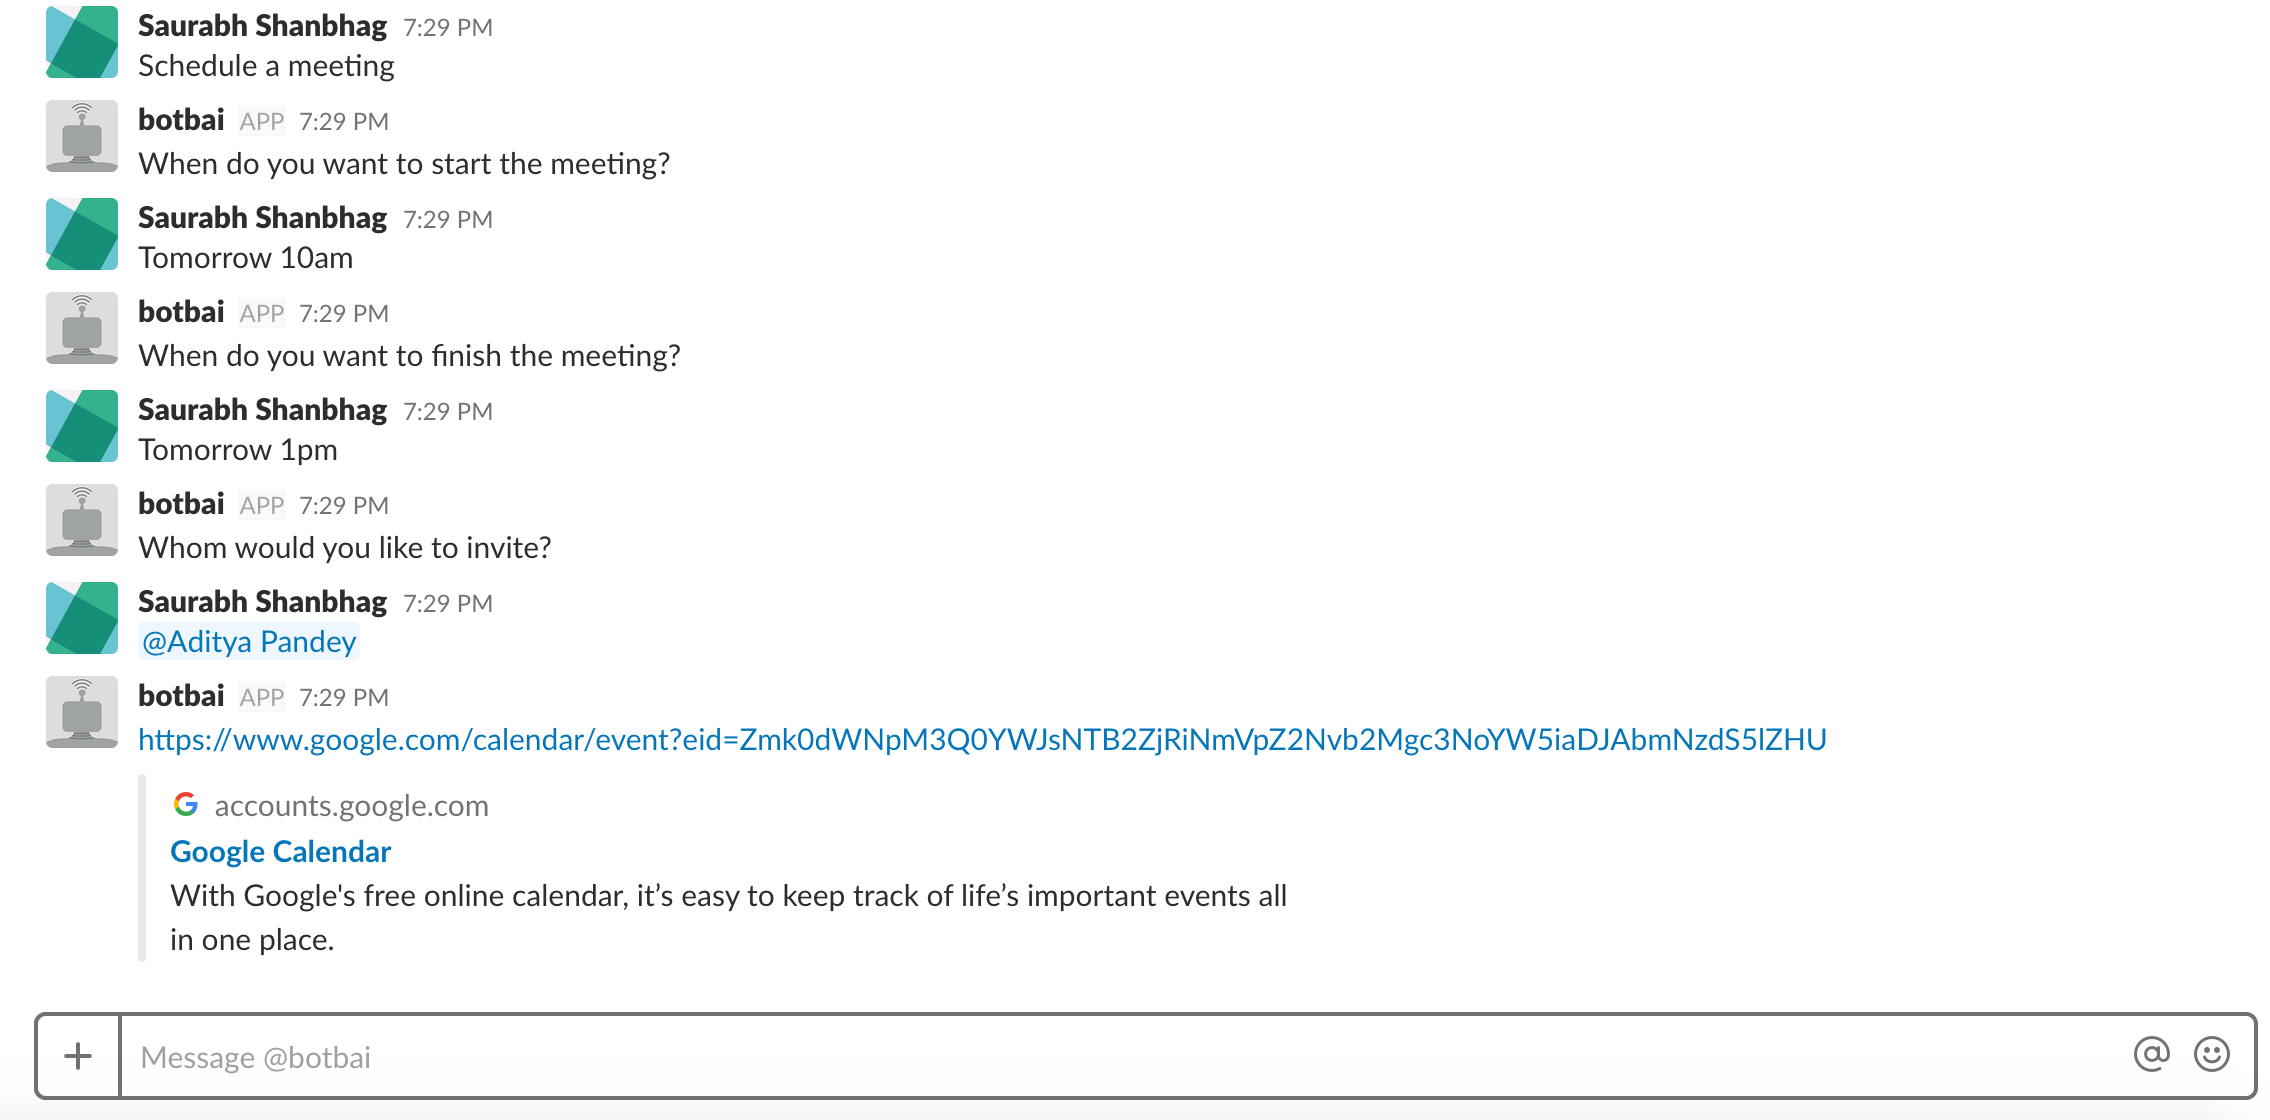 Saurabh Shanbhag 7:29 PM
Schedule a meeting
botbai APP 7:29 PM
When do you want to start the meeting?
Saurabh Shanbhag 7:29 PM
Tomorrow 10am
botbai APP 7:29 PM
When do you want to finish the meeting?
Saurabh Shanbhag 7:29 PM
Tomorrow 1pm
botbai APP 7:29 PM
Whom would you like to invite?
Saurabh Shanbhag 7:29 PM
@Aditya Pandey
botbai APP 7:29 PM
https://www.google.com/calendar/event?eid=Zmk0dWNpM3Q0YWJsNTB2ZjRiNmVpZ2Nvb2Mgc3NoYW5iaDJAbmNzdS5lZHU
accounts.google.com
Google Calendar
With Google's free online calendar, it’s easy to keep track of life’s important events all
in one place.
Message @botbai